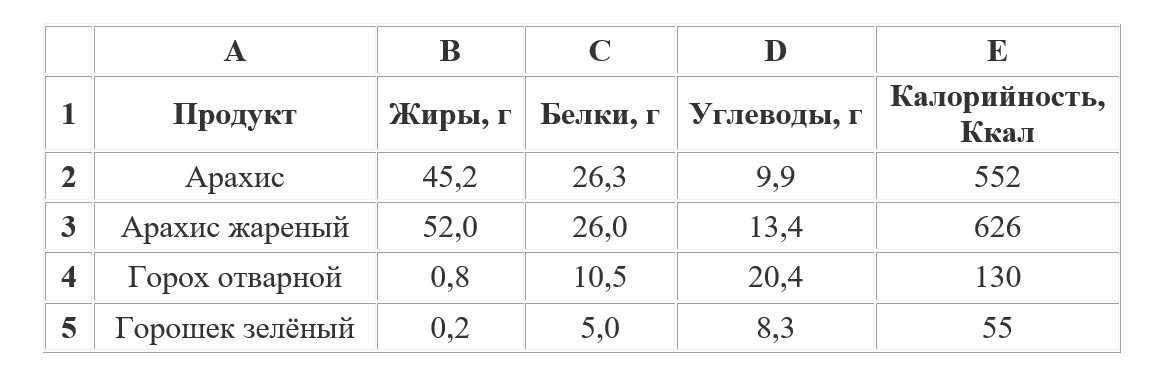 A B C D E
1 Продукт Жиры, г Белки, г Углеводы, г Калорийность, Ккал
2 Арахис 45,2 26,3 9,9 552
3 Арахис жареный 52,0 26,0 13,4 626
4 Горох отварной 0,8 10,5 20,4 130
5 Горошек зелёный 0,2 5,0 8,3 55